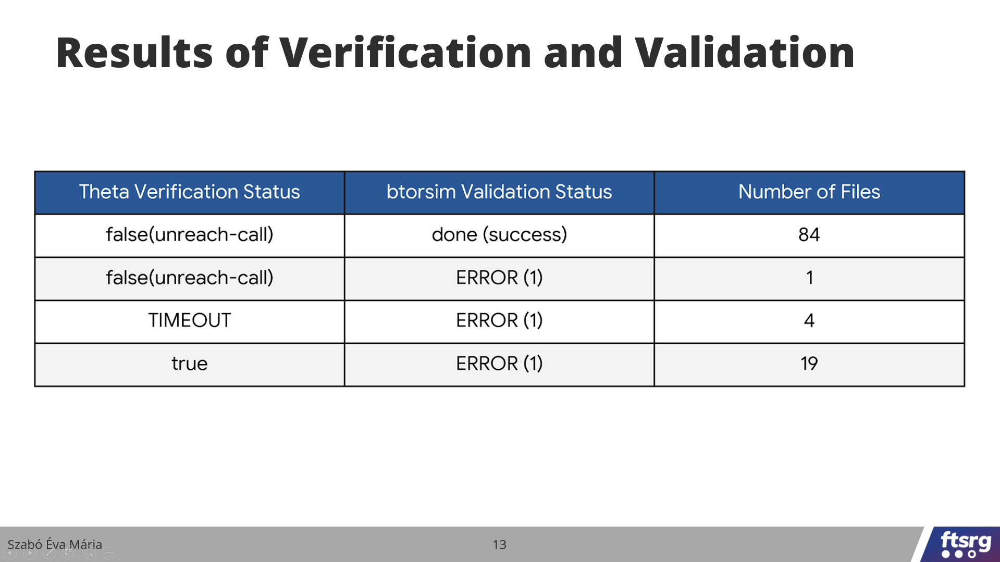 Results of Verification and Validation
Theta Verification Status btorsim Validation Status Number of Files
false(unreach-call) done (success) 84
false(unreach-call) ERROR (1) 1
TIMEOUT ERROR (1) 4
true ERROR (1) 19
Szabó Éva Mária 13 ftsrg